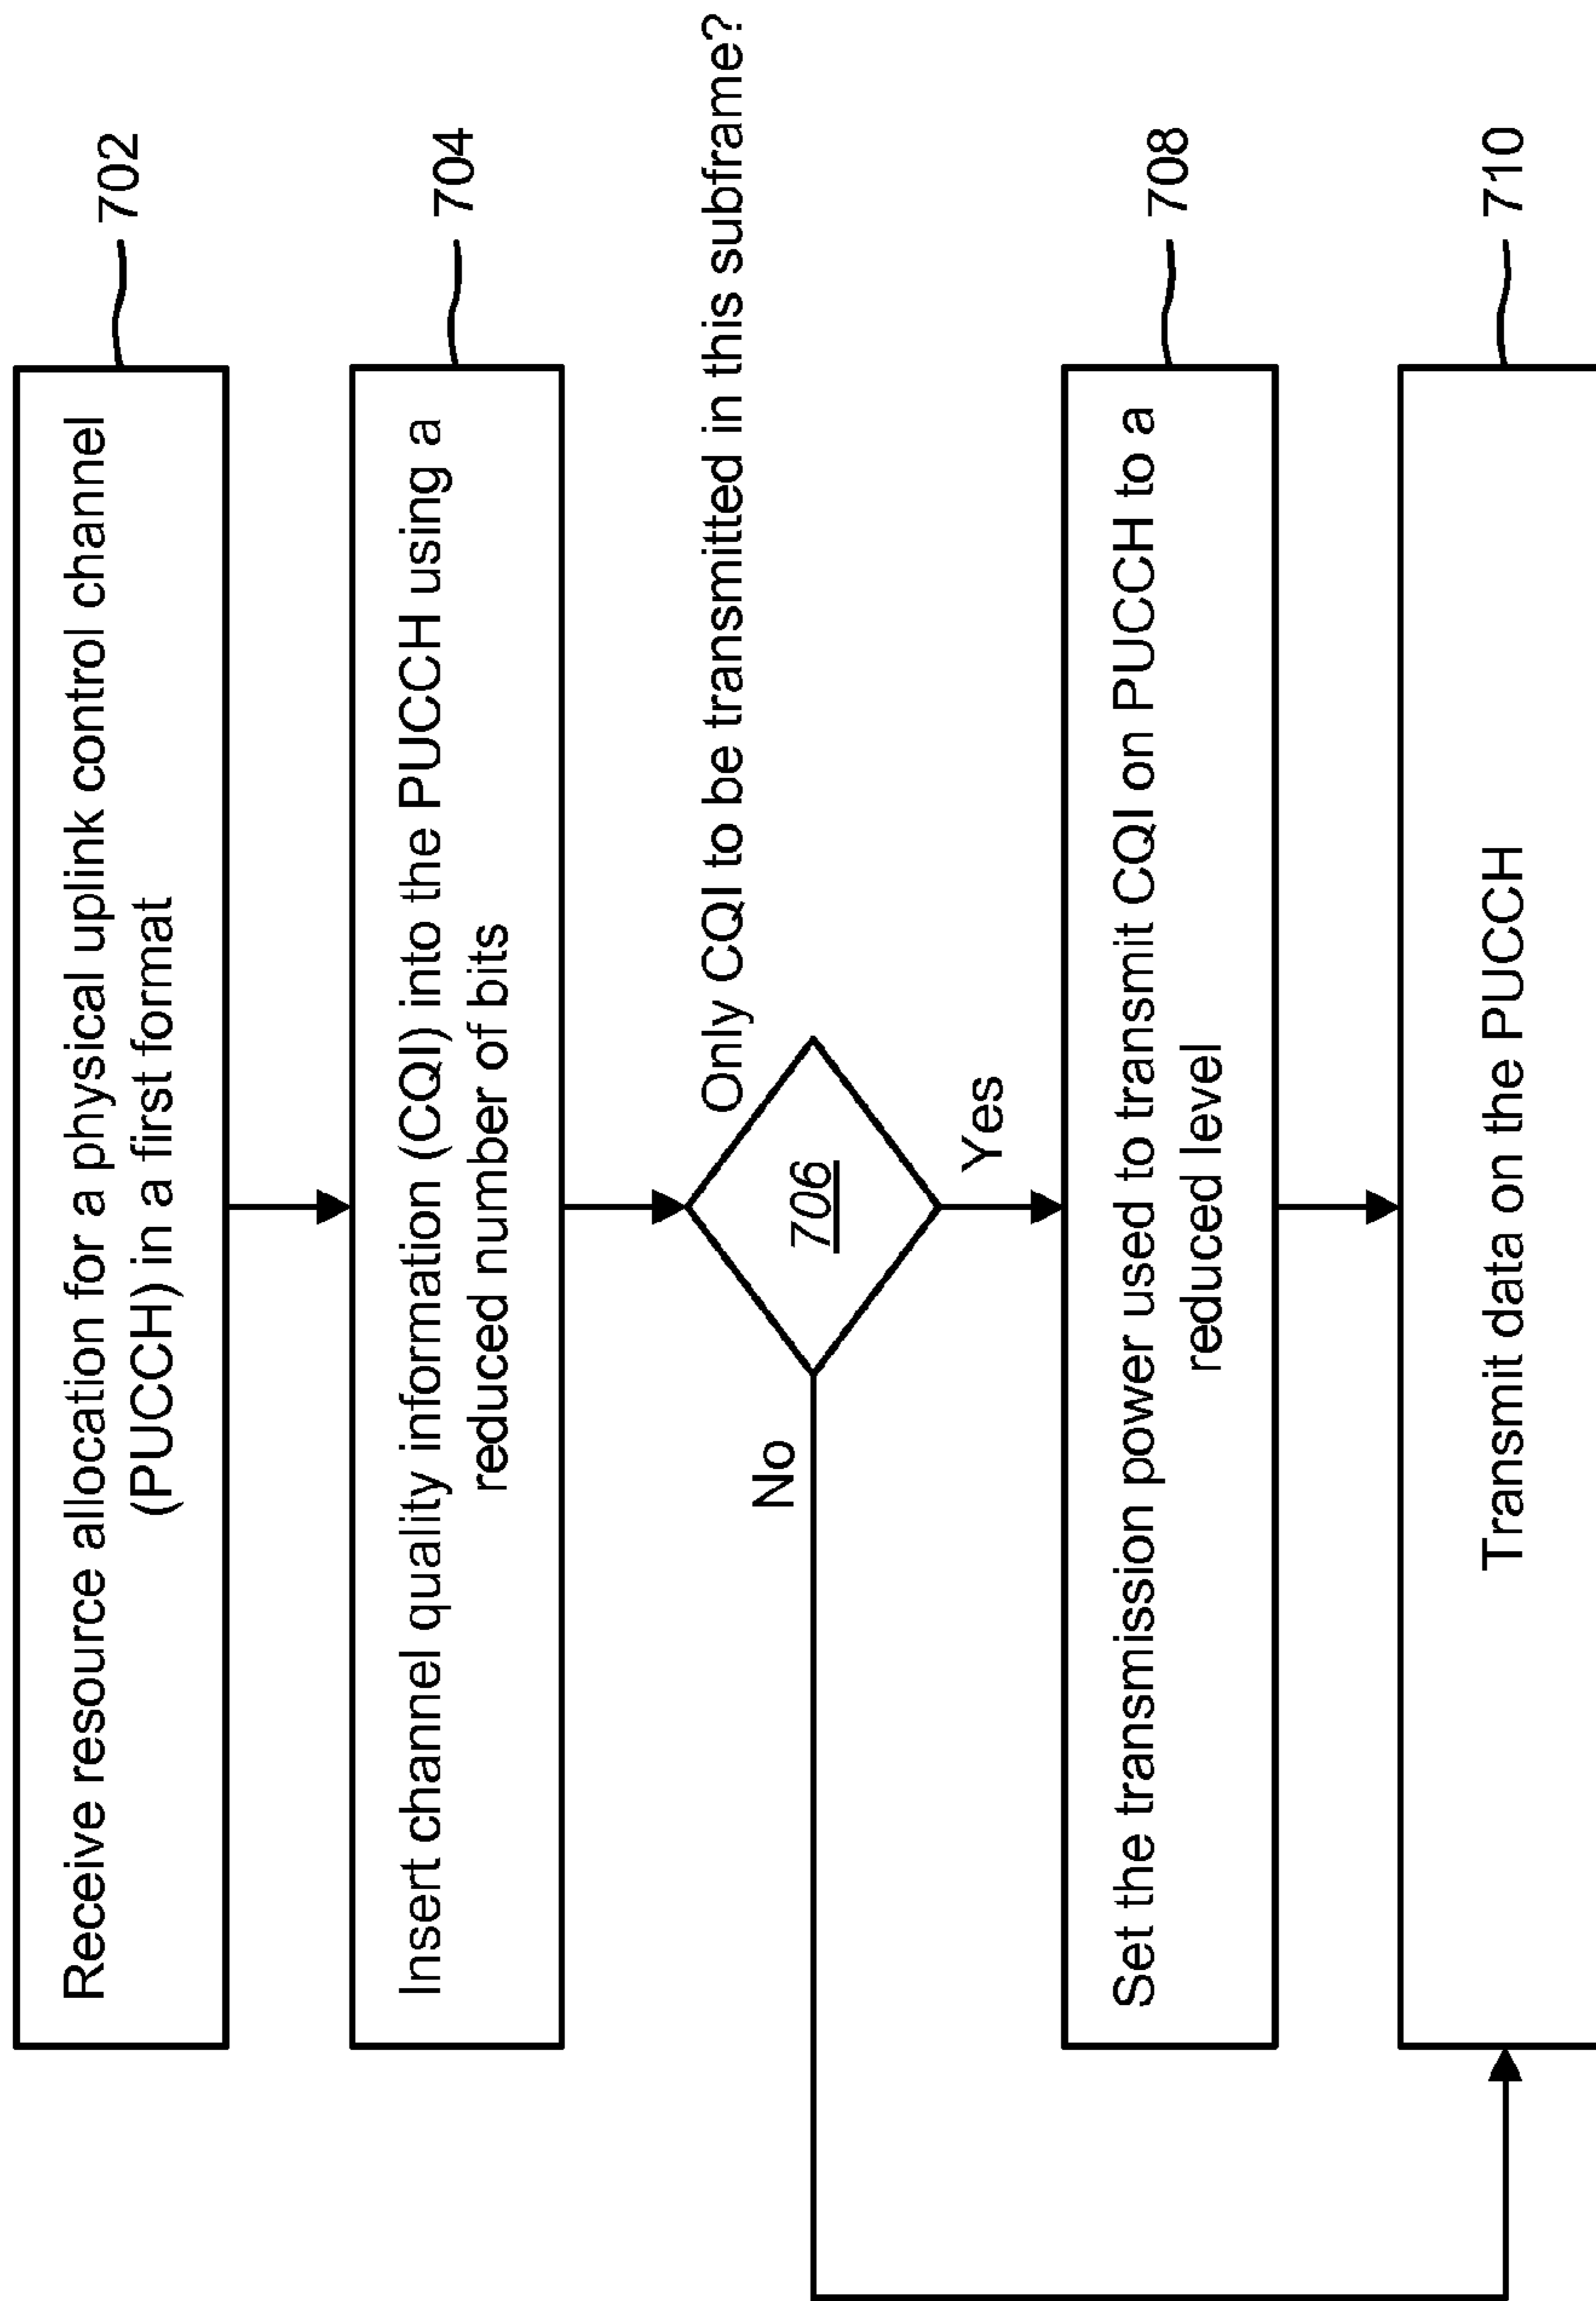 Receive resource allocation for a physical uplink control channel
(PUCCH) in a first format
702
Insert channel quality information (CQI) into the PUCCH using a
reduced number of bits
704
Only CQI to be transmitted in this subframe?
706
No
Yes
Set the transmission power used to transmit CQI on PUCCH to a
reduced level
708
Transmit data on the PUCCH
710